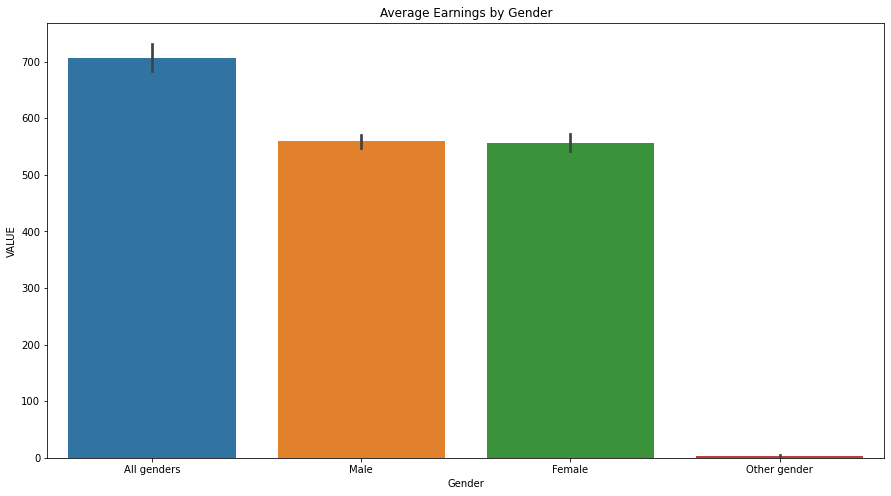 Average Earnings by Gender
VALUE
700
600
500
400
300
200
100
0
All genders Male Female Other gender
Gender